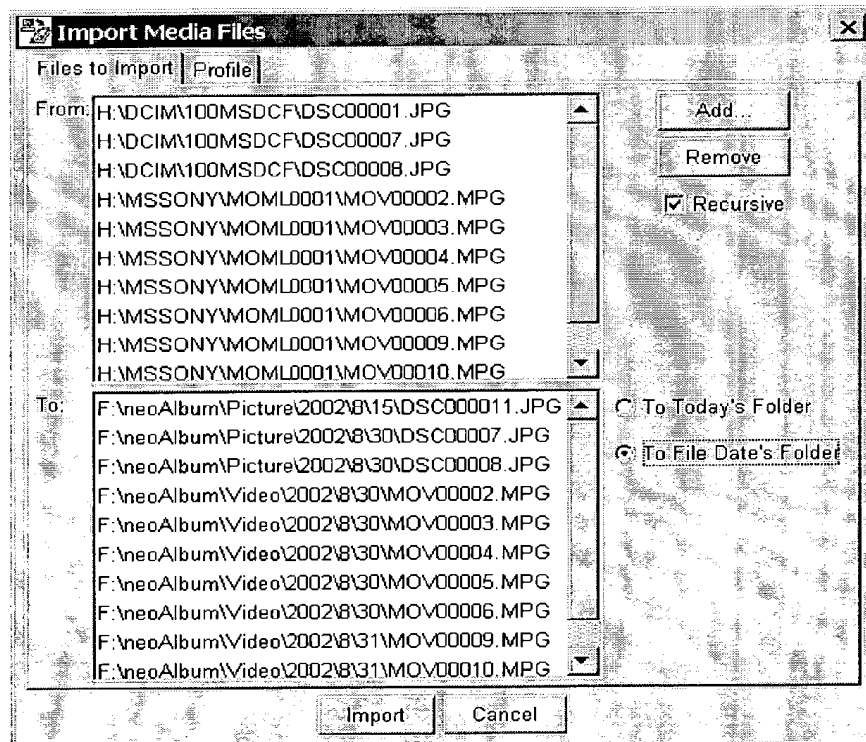 Import Media Files
Files to Import Profile
From:
H:\DCIM\100MSDCF\DSC00001.JPG
H:\DCIM\100MSDCF\DSC00007.JPG
H:\DCIM\100MSDCF\DSC00008.JPG
H:\MSSONY\MOML0001\MOV00002.MPG
H:\MSSONY\MOML0001\MOV00003.MPG
H:\MSSONY\MOML0001\MOV00004.MPG
H:\MSSONY\MOML0001\MOV00005.MPG
H:\MSSONY\MOML0001\MOV00006.MPG
H:\MSSONY\MOML0001\MOV00009.MPG
H:\MSSONY\MOML0001\MOV00010.MPG
Add...
Remove
Recursive
To:
F:\neoAlbum\Picture\2002\8\15\DSC000011.JPG
F:\neoAlbum\Picture\2002\8\30\DSC00007.JPG
F:\neoAlbum\Picture\2002\8\30\DSC00008.JPG
F:\neoAlbum\Video\2002\8\30\MOV00002.MPG
F:\neoAlbum\Video\2002\8\30\MOV00003.MPG
F:\neoAlbum\Video\2002\8\30\MOV00004.MPG
F:\neoAlbum\Video\2002\8\30\MOV00005.MPG
F:\neoAlbum\Video\2002\8\30\MOV00006.MPG
F:\neoAlbum\Video\2002\8\31\MOV00009.MPG
F:\neoAlbum\Video\2002\8\31\MOV00010.MPG
To Today's Folder
To File Date's Folder
Import Cancel